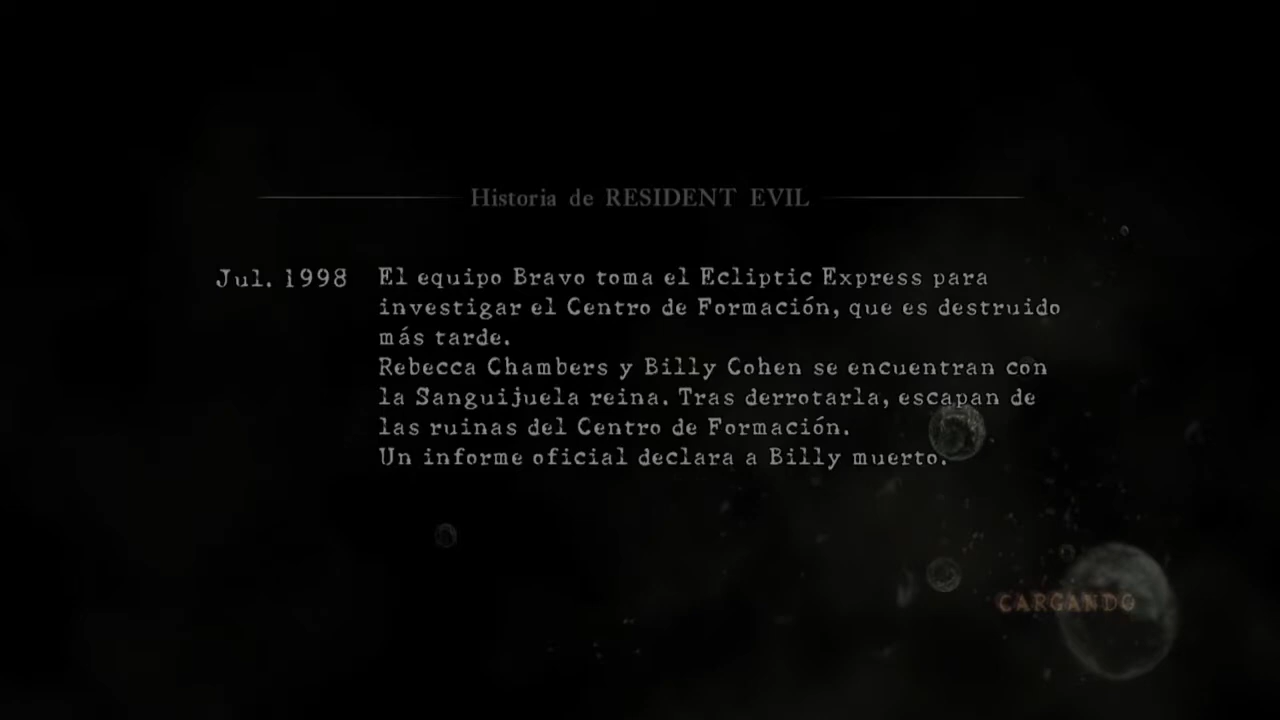 Historia de RESIDENT EVIL
Jul. 1998 El equipo Bravo toma el Ecliptic Express para
investigar el Centro de Formación, que es destruido
más tarde.
Rebecca Chambers y Billy Cohen se encuentran con
la Sanguijuela reina. Tras derrotarla, escapan de
las ruinas del Centro de Formación.
Un informe oficial declara a Billy muerto.
CARGANDO